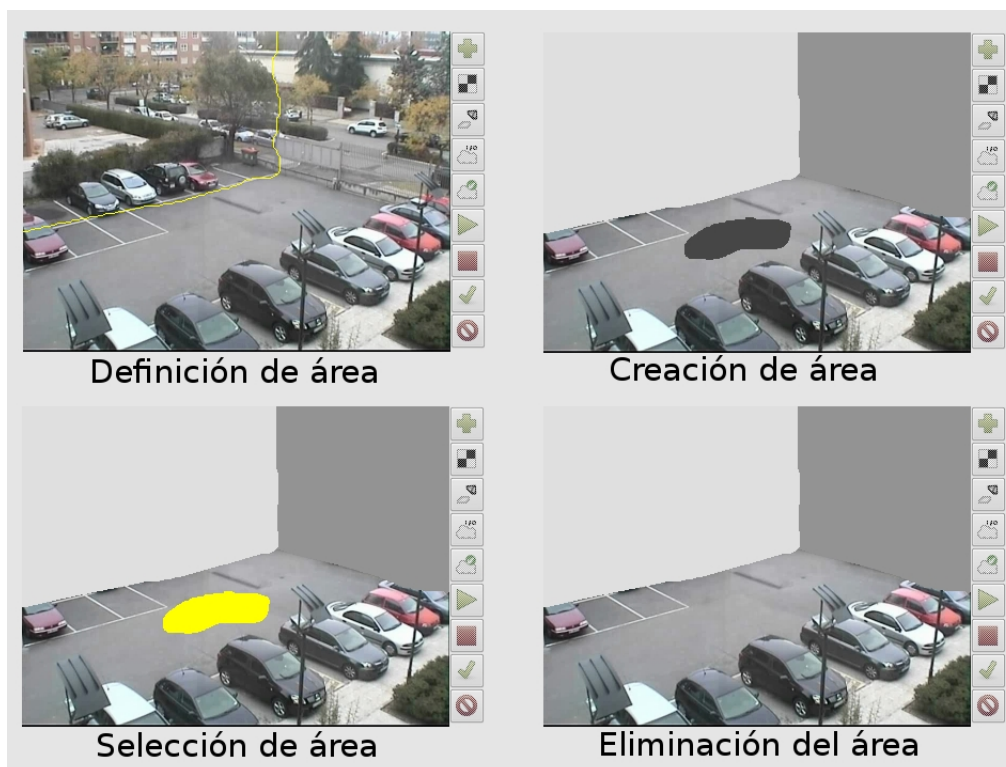 Definición de área
Creación de área
Selección de área
Eliminación del área